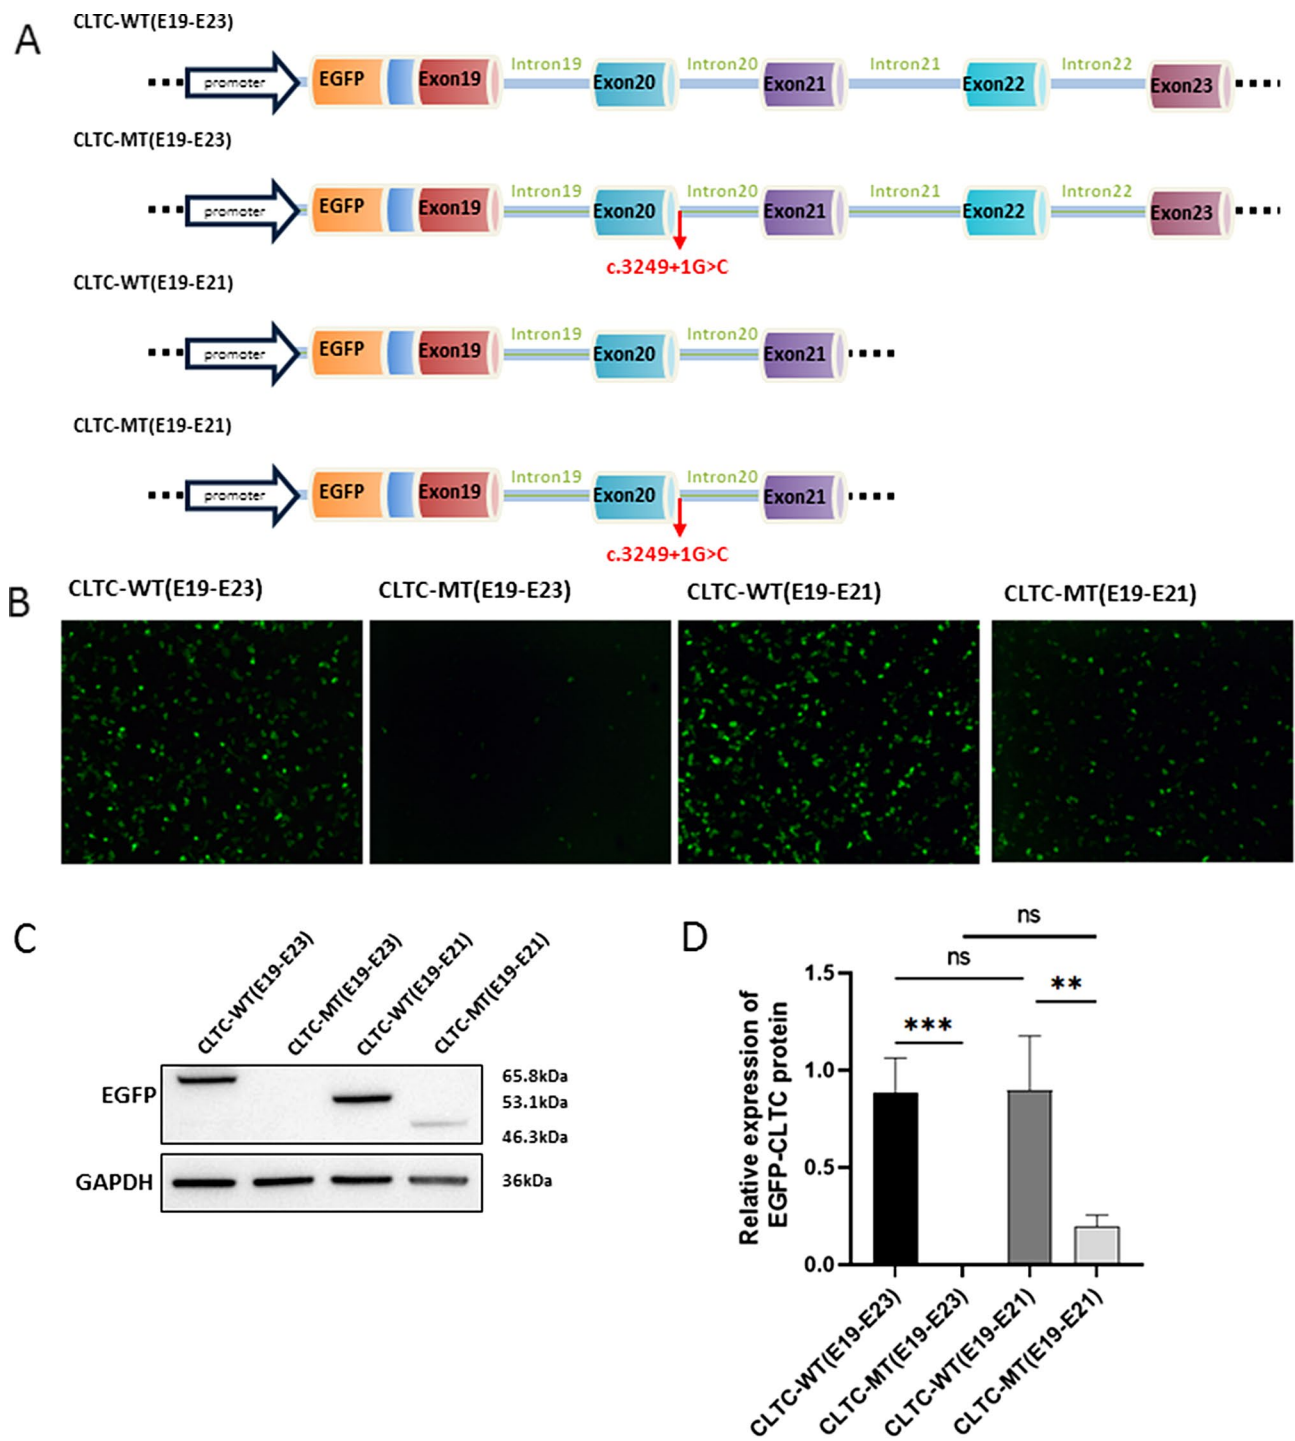 A
CLTC-WT(E19-E23)
promoter EGFP Exon19 Intron19 Exon20 Intron20 Exon21 Intron21 Exon22 Intron22 Exon23
CLTC-MT(E19-E23)
promoter EGFP Exon19 Intron19 Exon20 Intron20 Exon21 Intron21 Exon22 Intron22 Exon23
c.3249+1G>C
CLTC-WT(E19-E21)
promoter EGFP Exon19 Intron19 Exon20 Intron20 Exon21
CLTC-MT(E19-E21)
promoter EGFP Exon19 Intron19 Exon20 Intron20 Exon21
c.3249+1G>C
B
CLTC-WT(E19-E23) CLTC-MT(E19-E23) CLTC-WT(E19-E21) CLTC-MT(E19-E21)
C
CLTC-WT(E19-E23)
CLTC-MT(E19-E23)
CLTC-WT(E19-E21)
CLTC-MT(E19-E21)
EGFP
65.8kDa
53.1kDa
46.3kDa
GAPDH
36kDa
D
ns
ns
**
***
Relative expression of
EGFP-CLTC protein
1.5
1.0
0.5
0.0
CLTC-WT(E19-E23)
CLTC-MT(E19-E23)
CLTC-WT(E19-E21)
CLTC-MT(E19-E21)